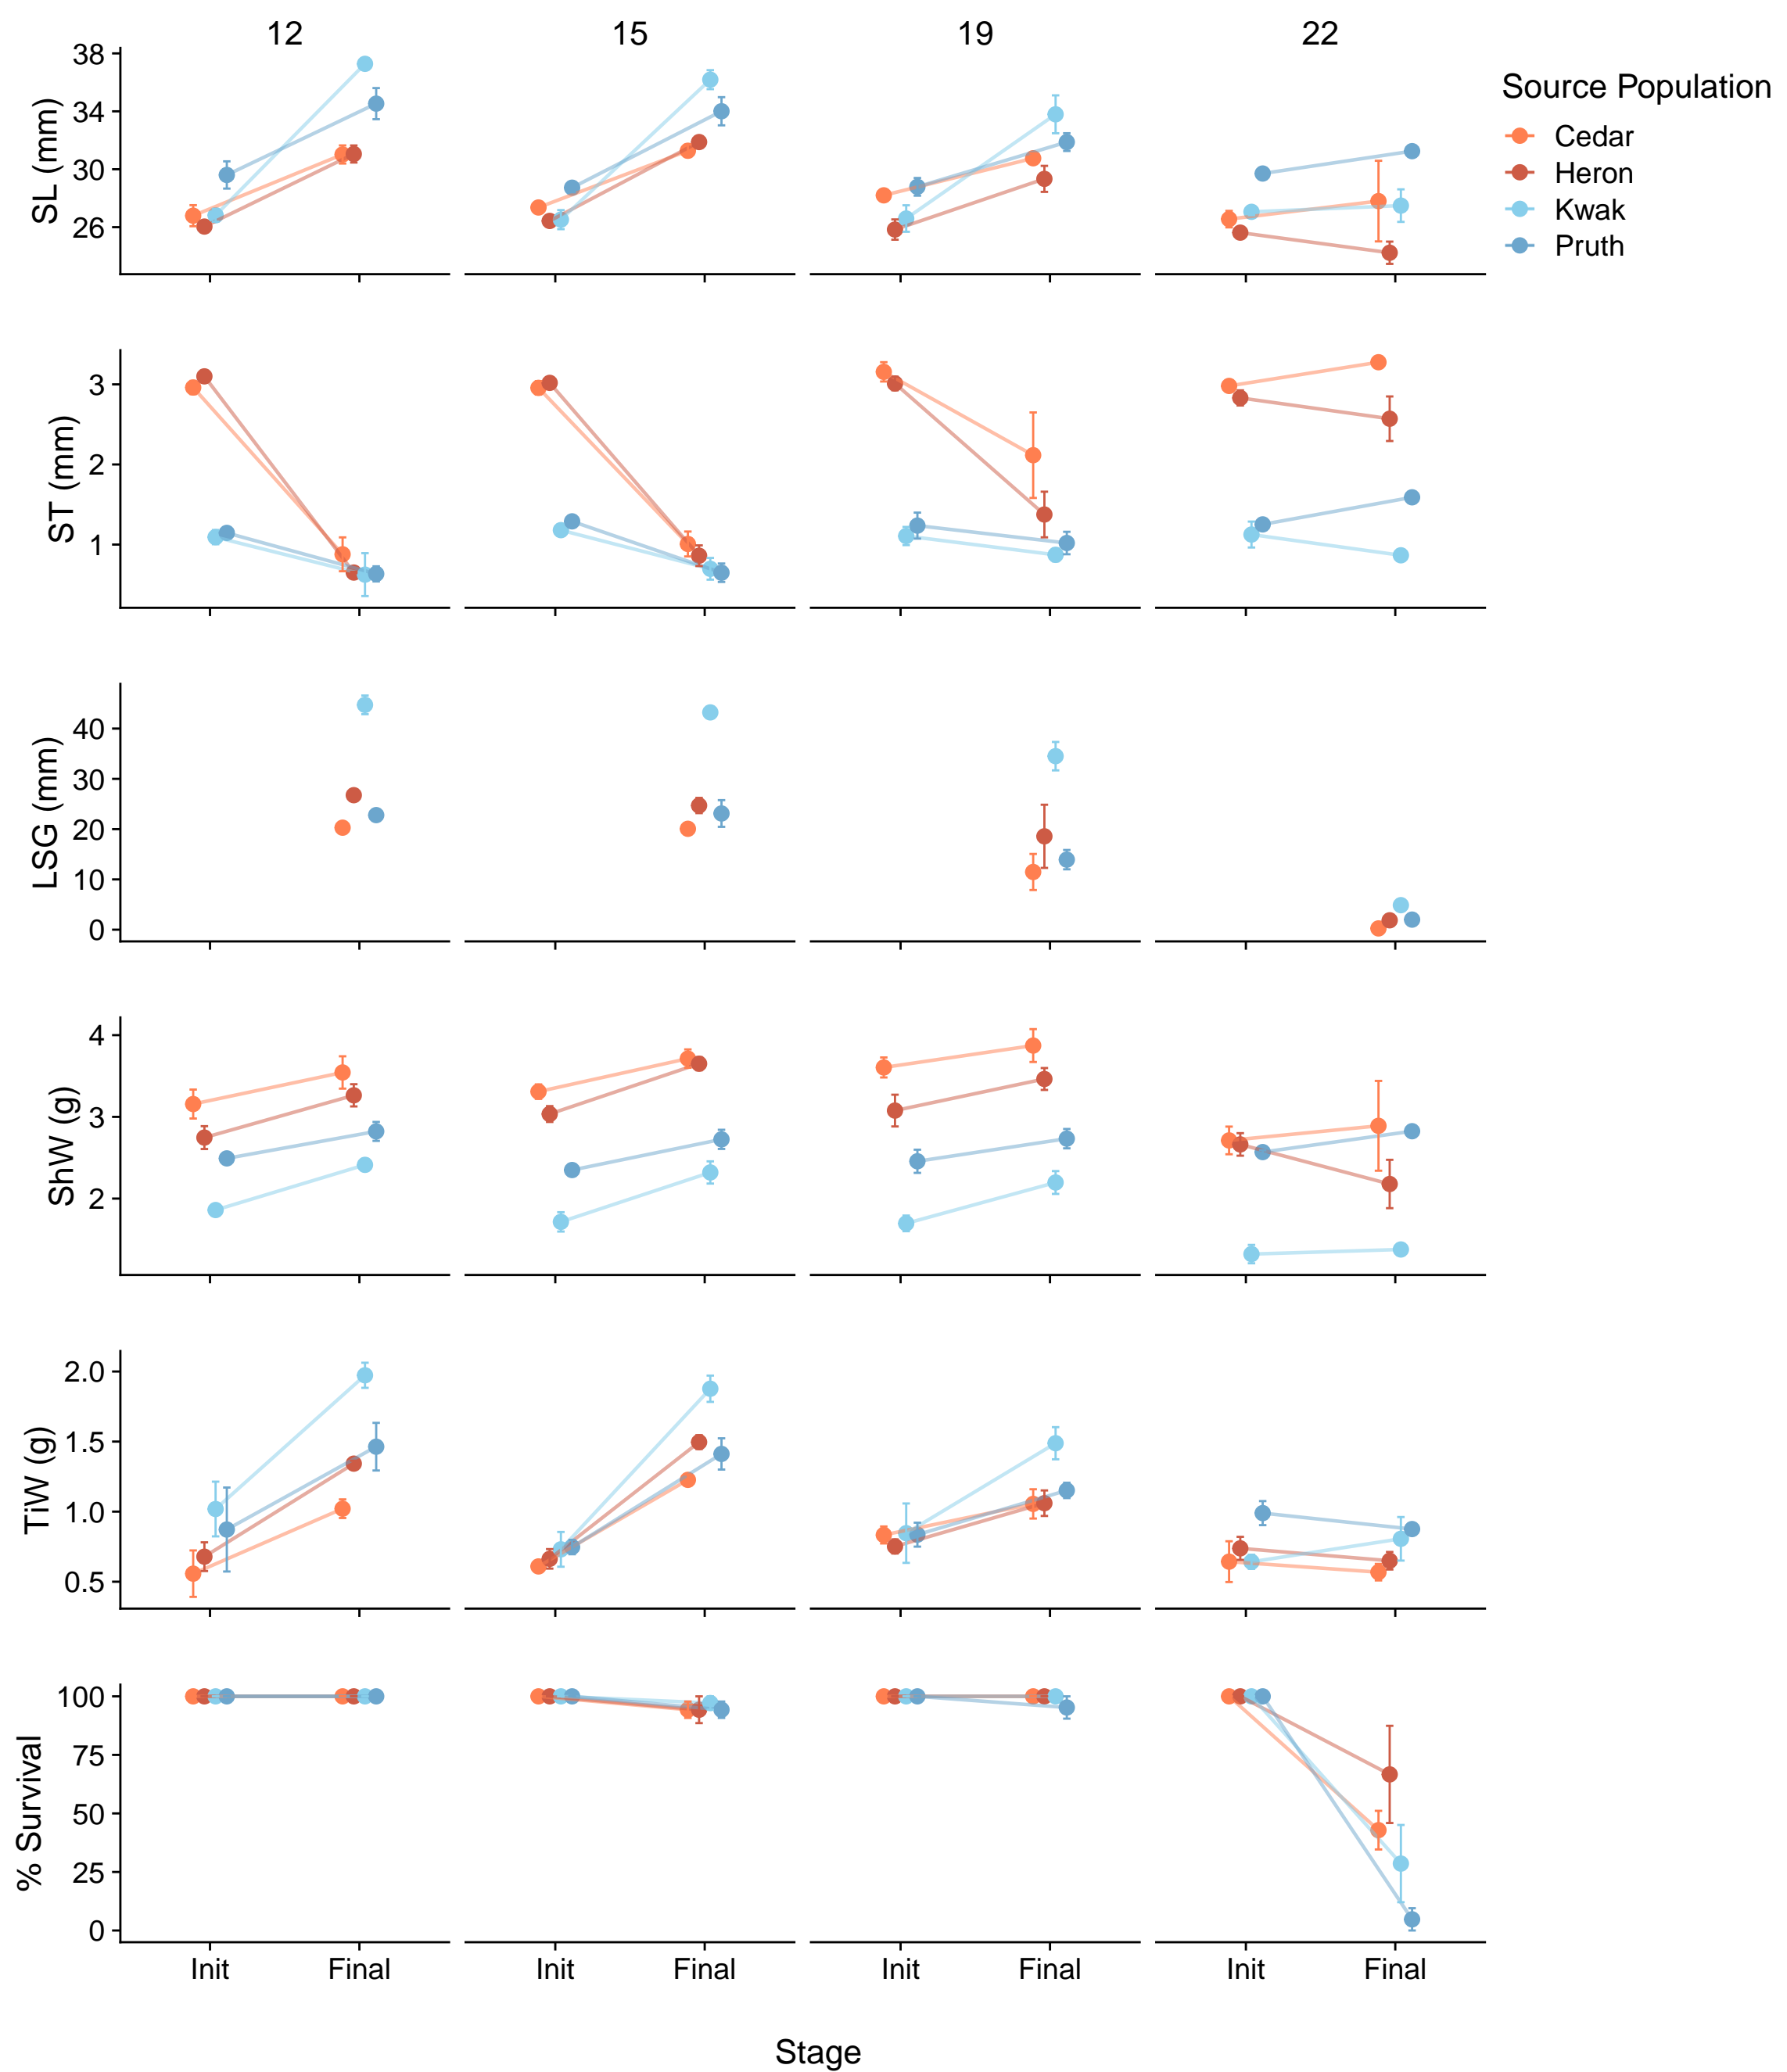 12 15 19 22
Source Population
Cedar
Heron
Kwak
Pruth
SL (mm)
38
34
30
26
ST (mm)
3
2
1
LSG (mm)
40
30
20
10
0
ShW (g)
4
3
2
TiW (g)
2.0
1.5
1.0
0.5
% Survival
100
75
50
25
0
Init Final Init Final Init Final Init Final
Stage